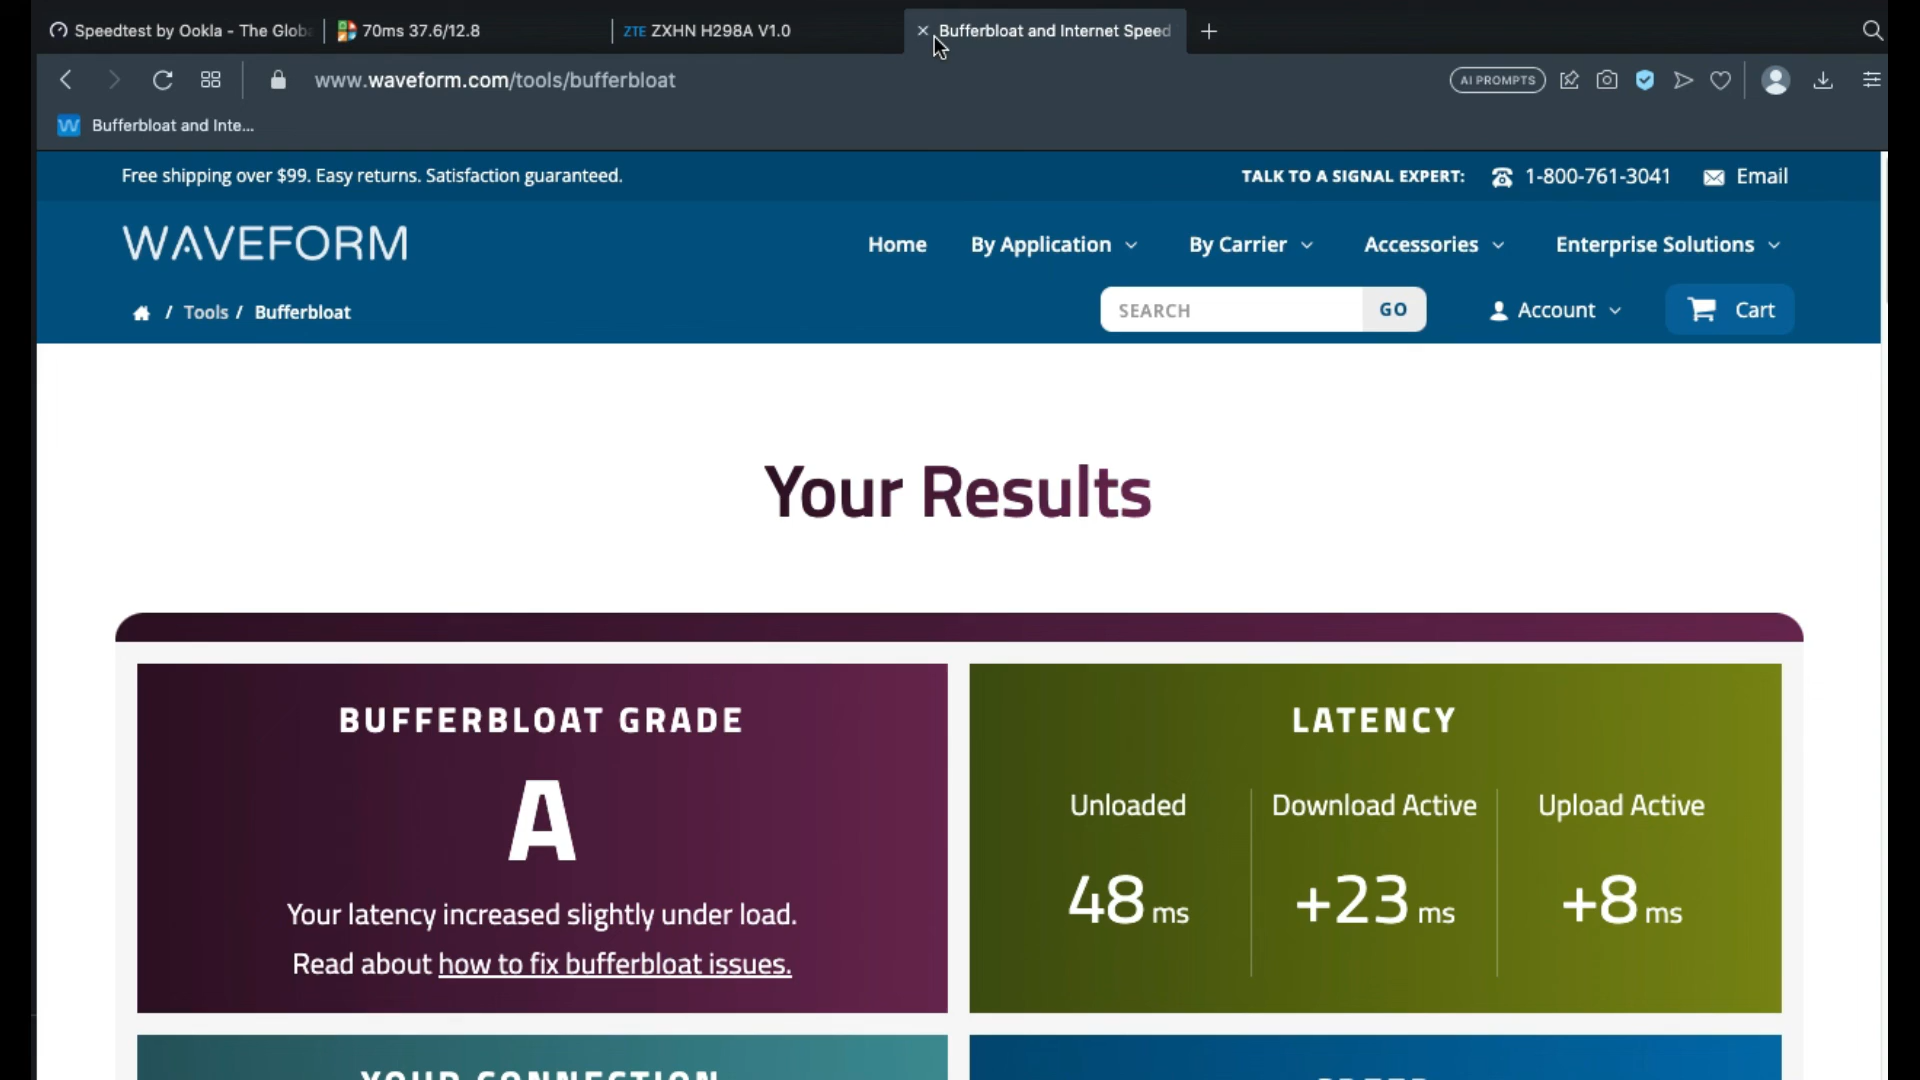 Speedtest by Ookla - The Globa
70ms 37.6/12.8
ZTE ZXHN H298A V1.0
Bufferbloat and Internet Speed
www.waveform.com/tools/bufferbloat
AI PROMPTS
W Bufferbloat and Inte...
Free shipping over $99. Easy returns. Satisfaction guaranteed.
TALK TO A SIGNAL EXPERT:
1-800-761-3041
Email
WAVEFORM
Home
By Application
By Carrier
Accessories
Enterprise Solutions
/ Tools / Bufferbloat
SEARCH
GO
Account
Cart
Your Results
BUFFERBLOAT GRADE
A
Your latency increased slightly under load.
Read about how to fix bufferbloat issues.
LATENCY
Unloaded
48 ms
Download Active
+23 ms
Upload Active
+8 ms
YOUR CONNECTION
SPEED